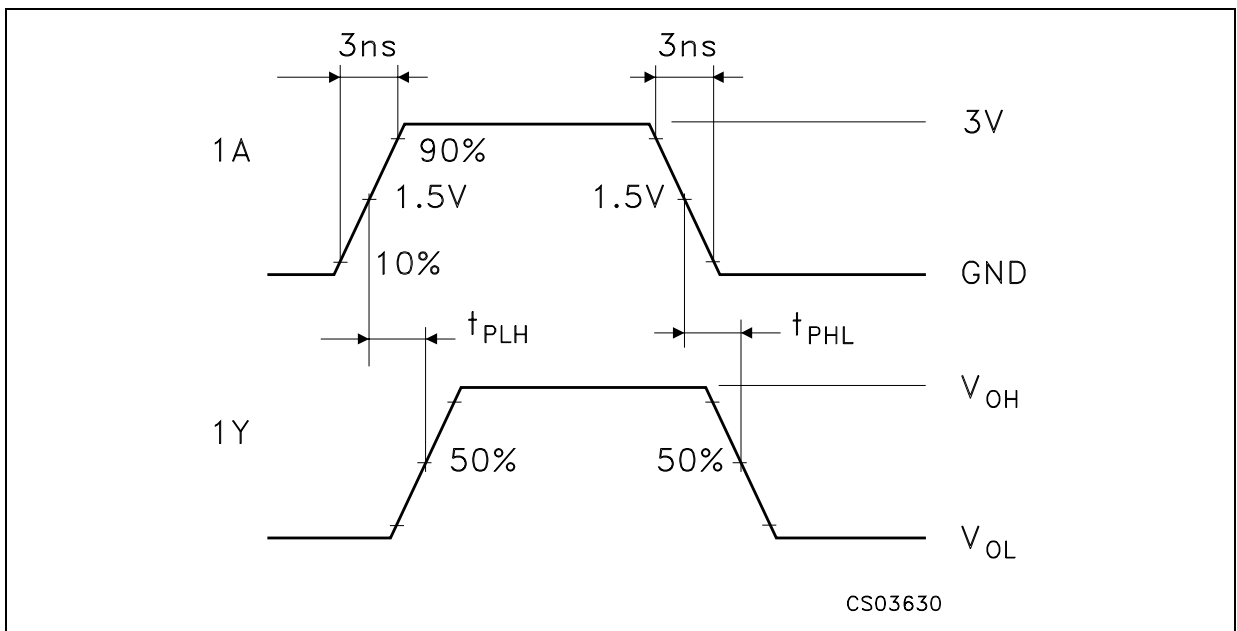 3ns 3ns
3V
1A
90%
1.5V 1.5V
10%
GND
tPLH tPHL
VOH
1Y
50% 50%
VOL
CS03630